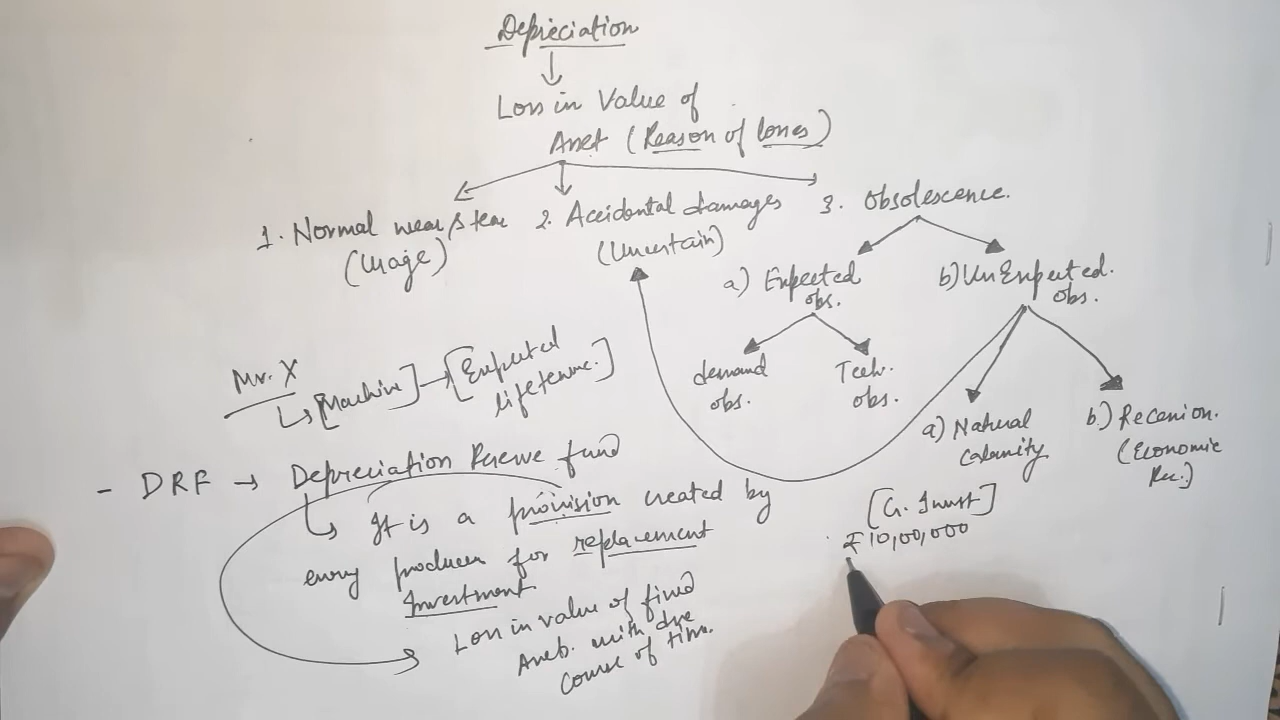 Depreciation
Loss in Value of
Asset (Reason of losses)
1. Normal wear & tear
(Usage)
2. Accidental damages
(Uncertain)
3. Obsolescence.
a) Expected
obs.
b) UnExpected.
obs.
demand
obs.
Tech.
obs.
a) Natural
Calamity
b.) Recession.
(Economic
Rec.)
Mr. X
[Machine] → [Expected
lifetime.]
- DRF → Depreciation Reserve fund
It is a provision created by
every producer for replacement
Investment
Loss in value of fixed
Assets. with due
course of time.
[G. Invst]
₹10,00,000